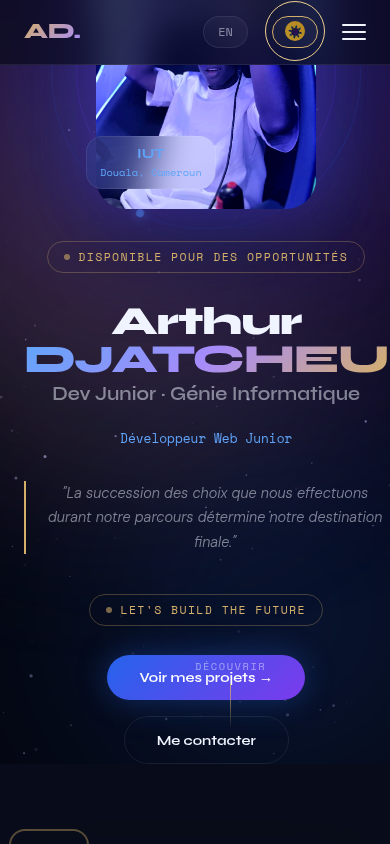 AD.
EN
IUT
Douala, Cameroun
DISPONIBLE POUR DES OPPORTUNITÉS
Arthur
DJATCHEU
Dev Junior · Génie Informatique
Développeur Web Junior
"La succession des choix que nous effectuons
durant notre parcours détermine notre destination
finale."
LET'S BUILD THE FUTURE
DÉCOUVRIR
Voir mes projets →
Me contacter